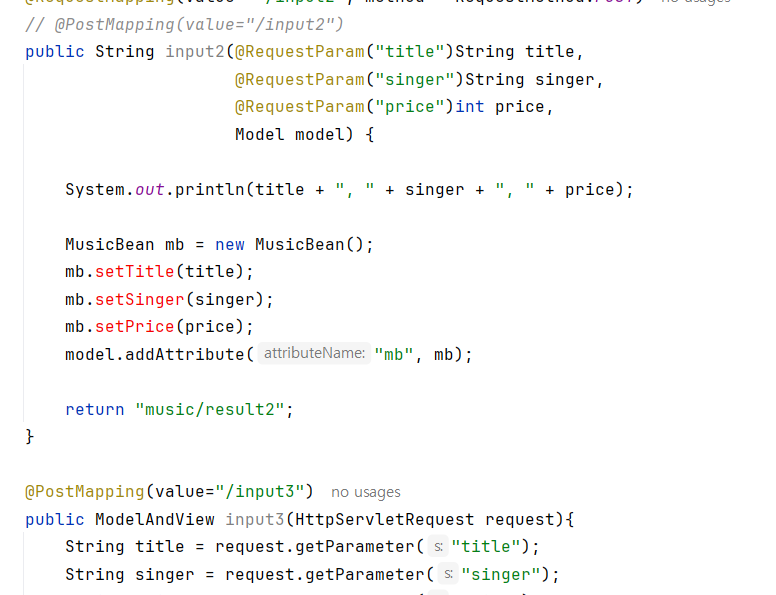 // @PostMapping(value="/input2")
public String input2(@RequestParam("title")String title,
@RequestParam("singer")String singer,
@RequestParam("price")int price,
Model model) {
System.out.println(title + ", " + singer + ", " + price);
MusicBean mb = new MusicBean();
mb.setTitle(title);
mb.setSinger(singer);
mb.setPrice(price);
model.addAttribute( attributeName: "mb", mb);
return "music/result2";
}
@PostMapping(value="/input3") no usages
public ModelAndView input3(HttpServletRequest request){
String title = request.getParameter( s: "title");
String singer = request.getParameter( s: "singer");